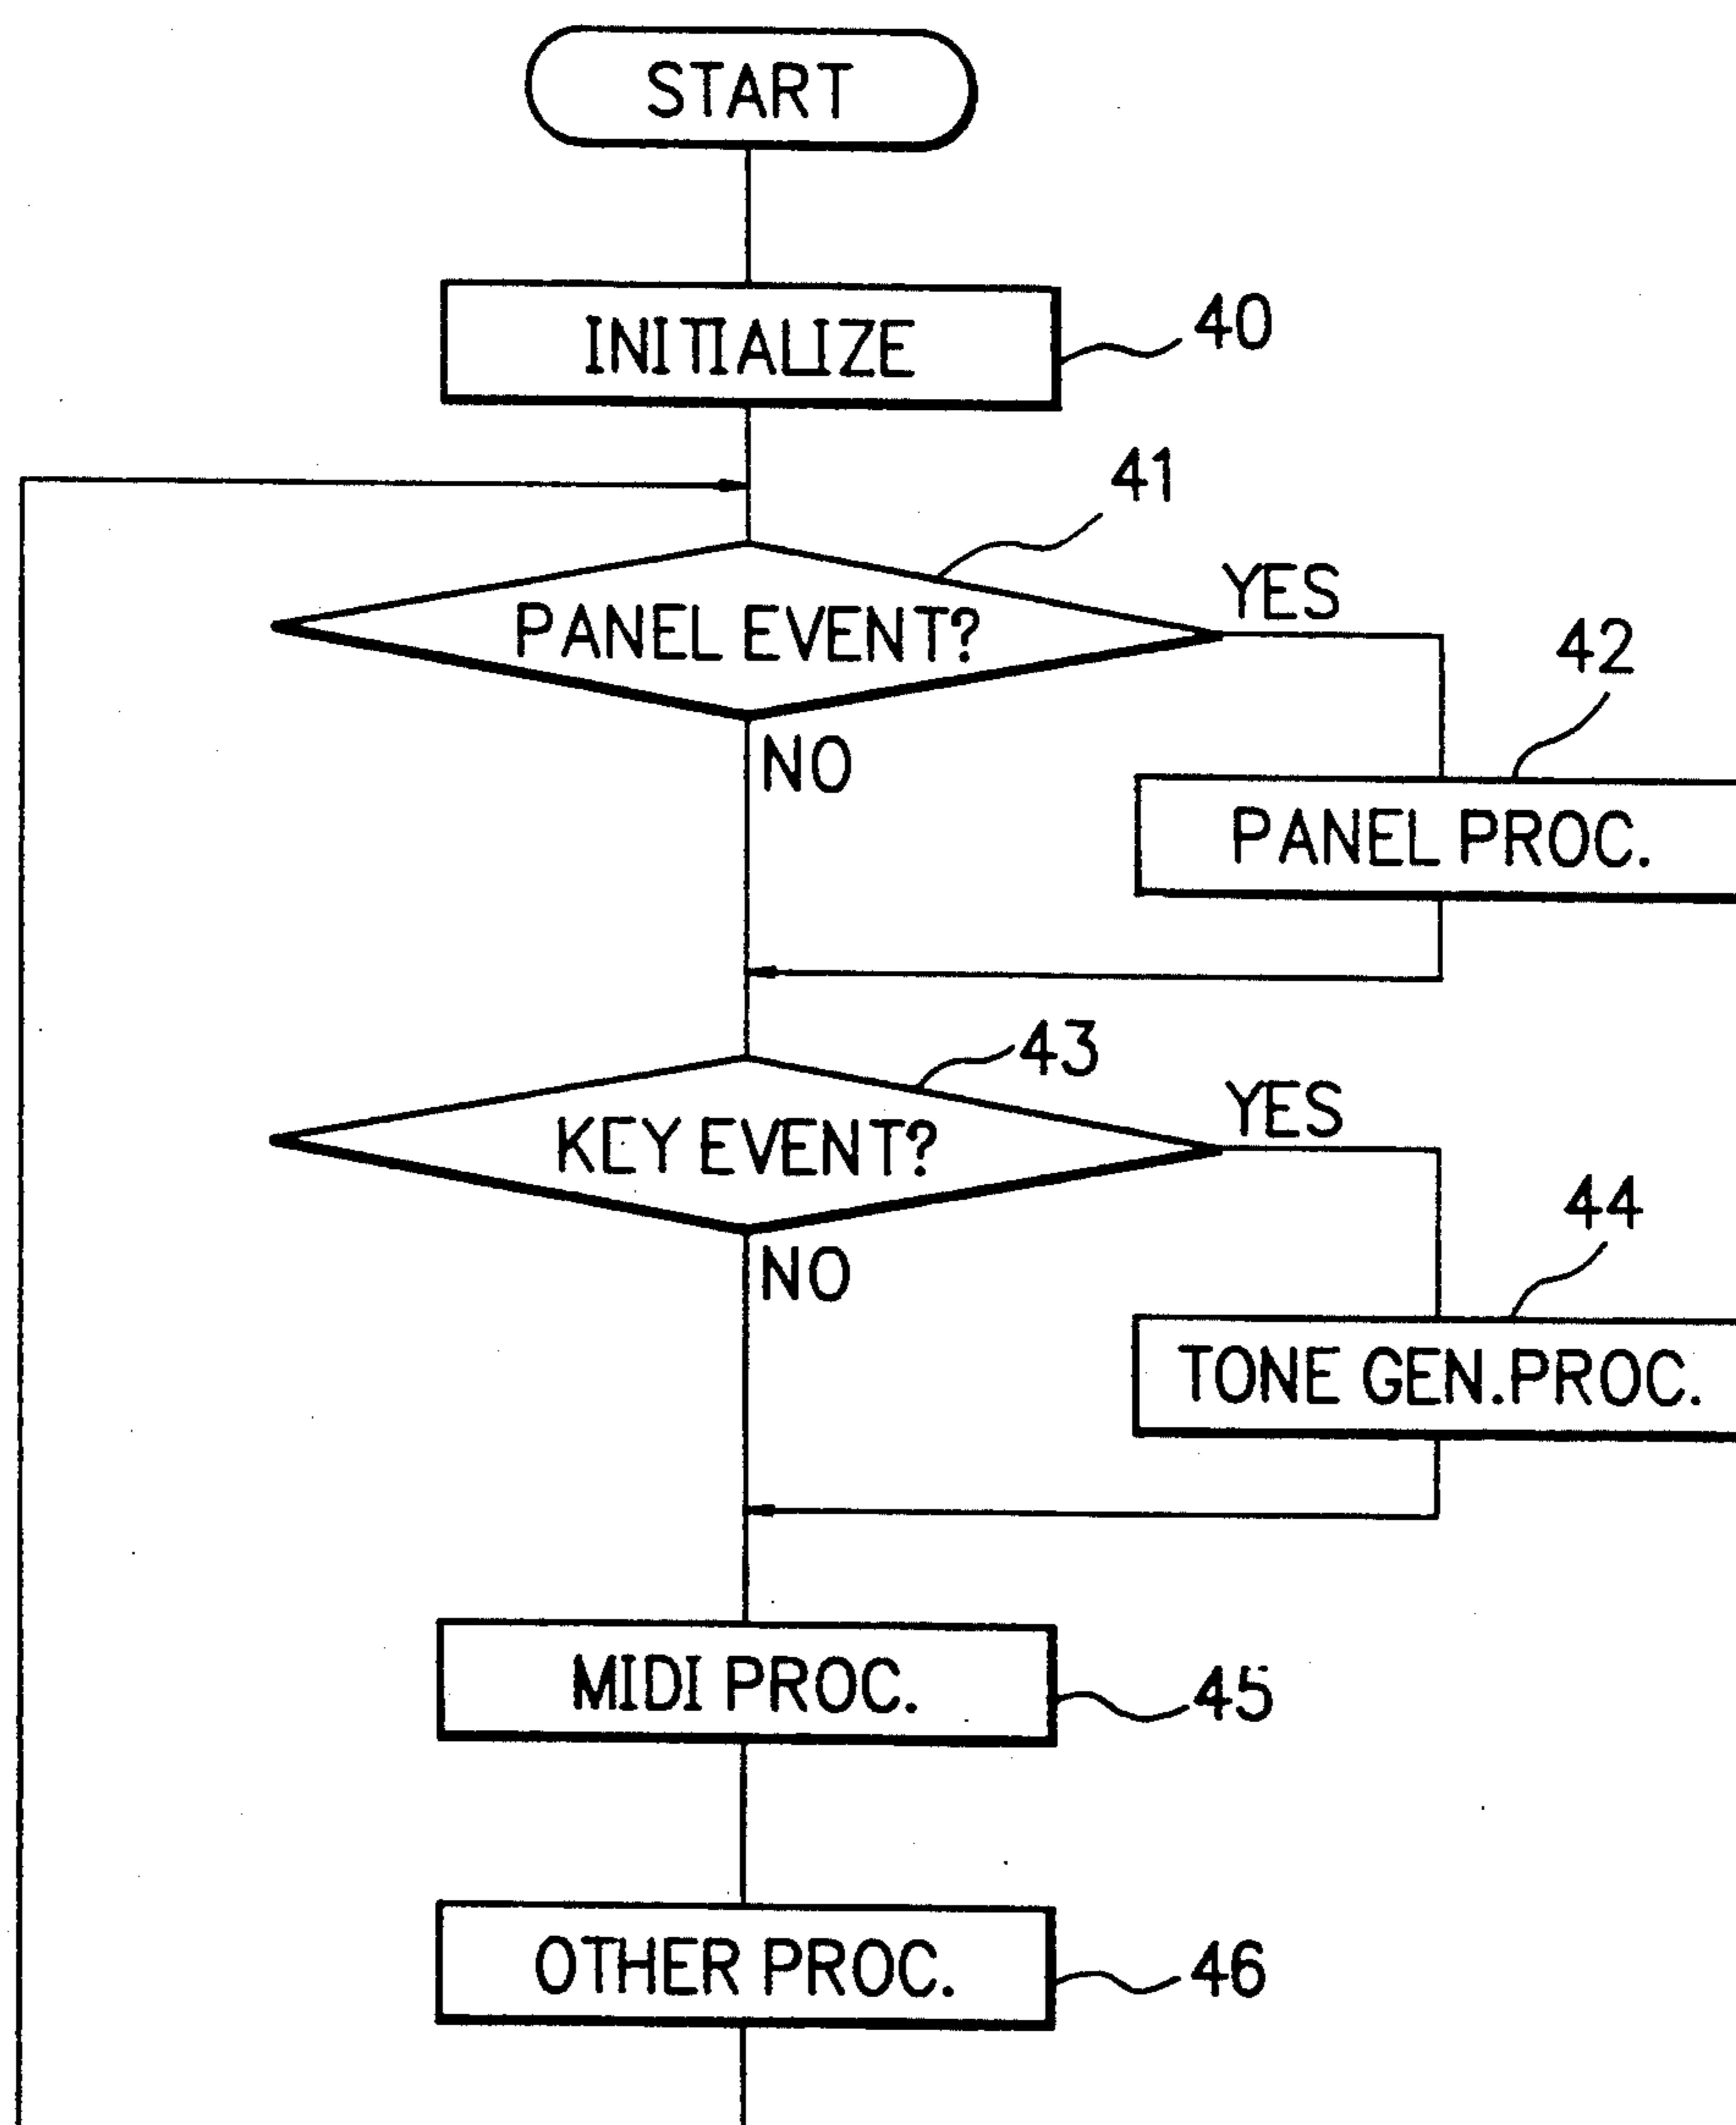 START
INITIALIZE
40
41
PANEL EVENT?
YES
42
NO
PANEL PROC.
43
KEY EVENT?
YES
44
NO
TONE GEN.PROC.
MIDI PROC.
45
OTHER PROC.
46